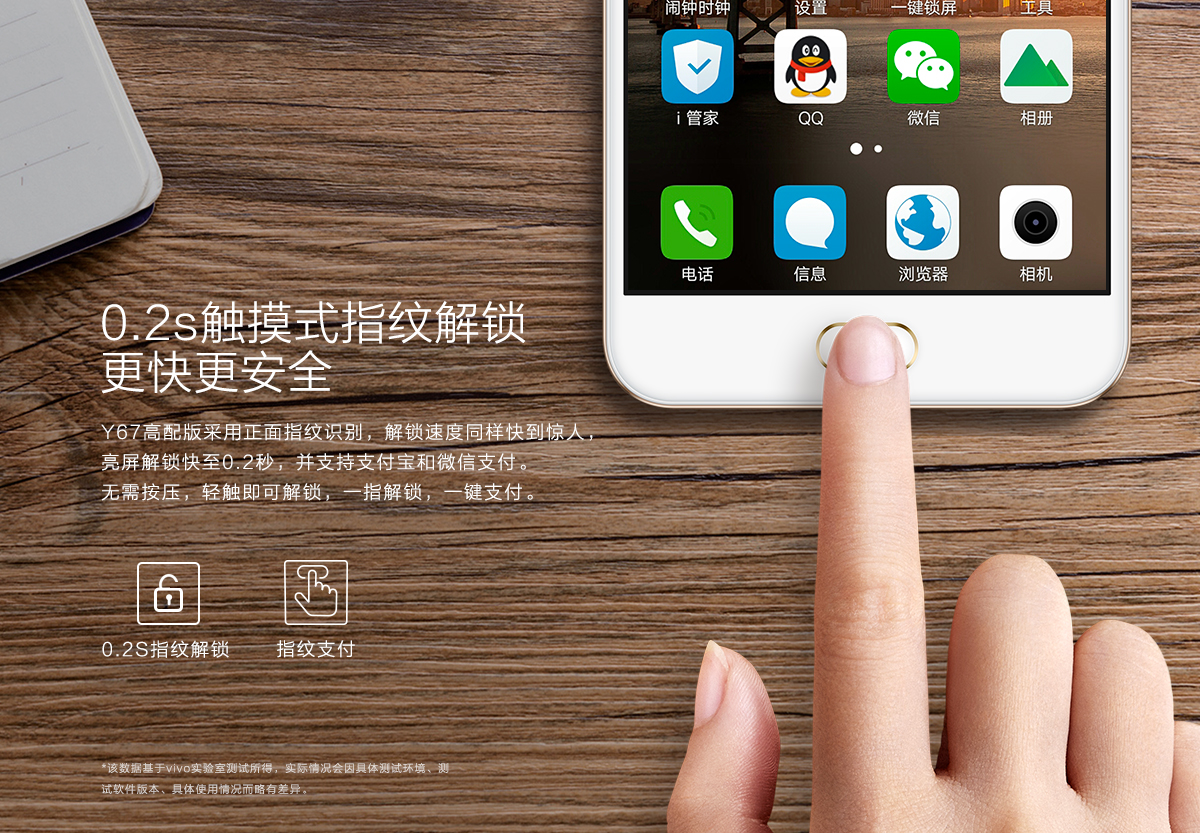 闹钟时钟 设置 一键锁屏 工具
i 管家 QQ 微信 相册
电话 信息 浏览器 相机
0.2s触摸式指纹解锁
更快更安全
Y67高配版采用正面指纹识别，解锁速度同样快到惊人，
亮屏解锁快至0.2秒，并支持支付宝和微信支付。
无需按压，轻触即可解锁，一指解锁，一键支付。
0.2S指纹解锁 指纹支付
*该数据基于vivo实验室测试所得，实际情况会因具体测试环境、测
试软件版本、具体使用情况而略有差异。